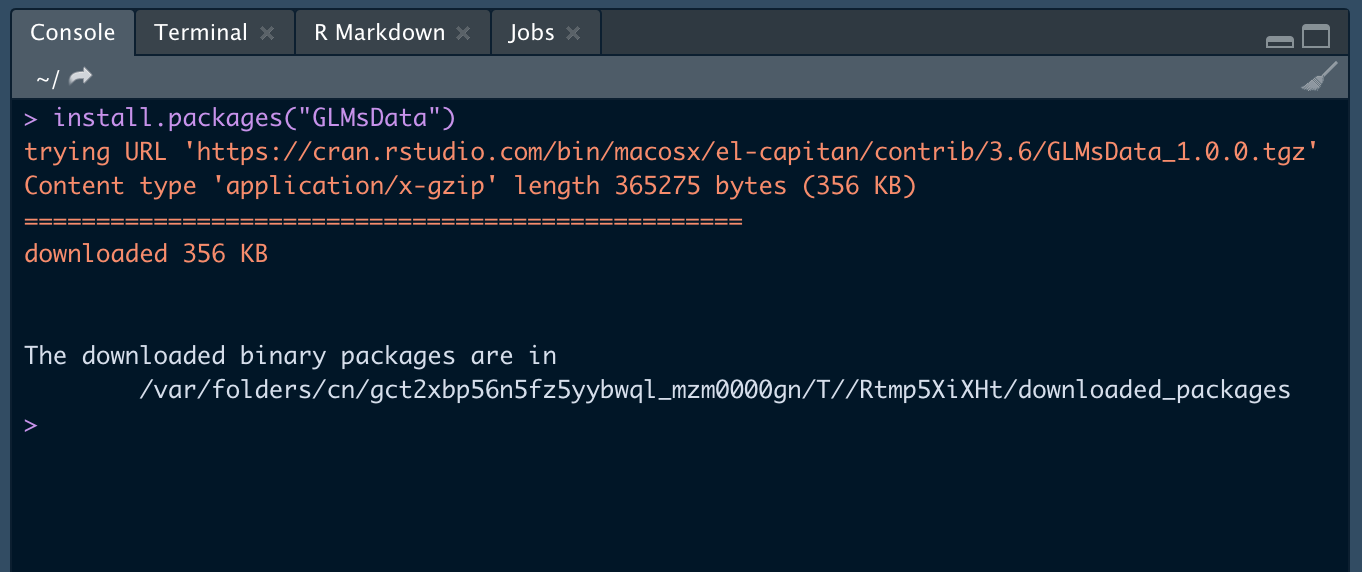 Console Terminal R Markdown Jobs
~/
> install.packages("GLMsData")
trying URL 'https://cran.rstudio.com/bin/macosx/el-capitan/contrib/3.6/GLMsData_1.0.0.tgz'
Content type 'application/x-gzip' length 365275 bytes (356 KB)
==================================================
downloaded 356 KB
The downloaded binary packages are in
/var/folders/cn/gct2xbp56n5fz5yybwql_mzm0000gn/T//Rtmp5XiXHt/downloaded_packages
>